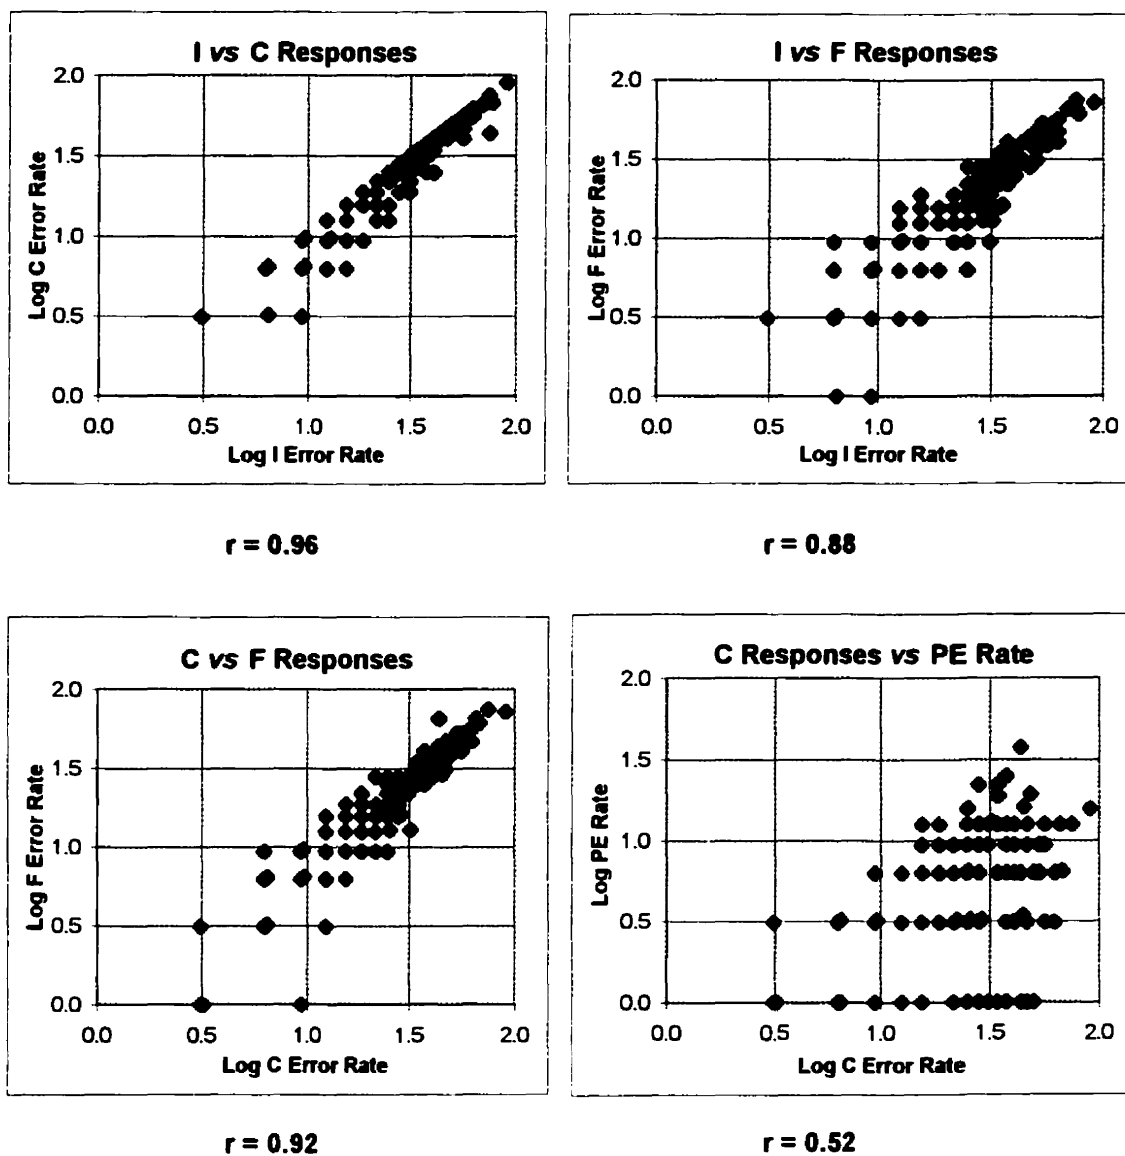 I vs C Responses
2.0
1.5
1.0
0.5
0.0
Log C Error Rate
0.0 0.5 1.0 1.5 2.0
Log I Error Rate
r = 0.96
I vs F Responses
2.0
1.5
1.0
0.5
0.0
Log F Error Rate
0.0 0.5 1.0 1.5 2.0
Log I Error Rate
r = 0.88
C vs F Responses
2.0
1.5
1.0
0.5
0.0
Log F Error Rate
0.0 0.5 1.0 1.5 2.0
Log C Error Rate
r = 0.92
C Responses vs PE Rate
2.0
1.5
1.0
0.5
0.0
Log PE Rate
0.0 0.5 1.0 1.5 2.0
Log C Error Rate
r = 0.52